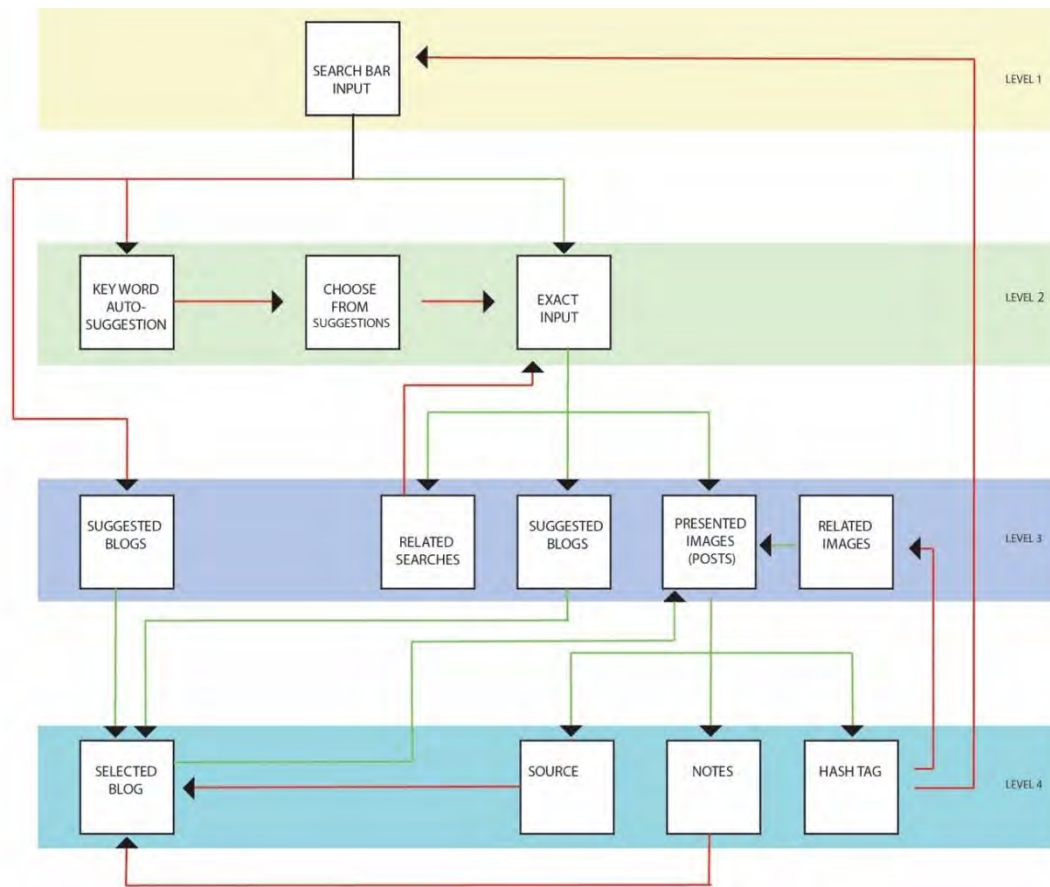 SEARCH BAR
INPUT
LEVEL 1
KEY WORD
AUTO-
SUGGESTION
CHOOSE
FROM
SUGGESTIONS
EXACT
INPUT
LEVEL 2
SUGGESTED
BLOGS
RELATED
SEARCHES
SUGGESTED
BLOGS
PRESENTED
IMAGES
(POSTS)
RELATED
IMAGES
LEVEL 3
SELECTED
BLOG
SOURCE
NOTES
HASH TAG
LEVEL 4